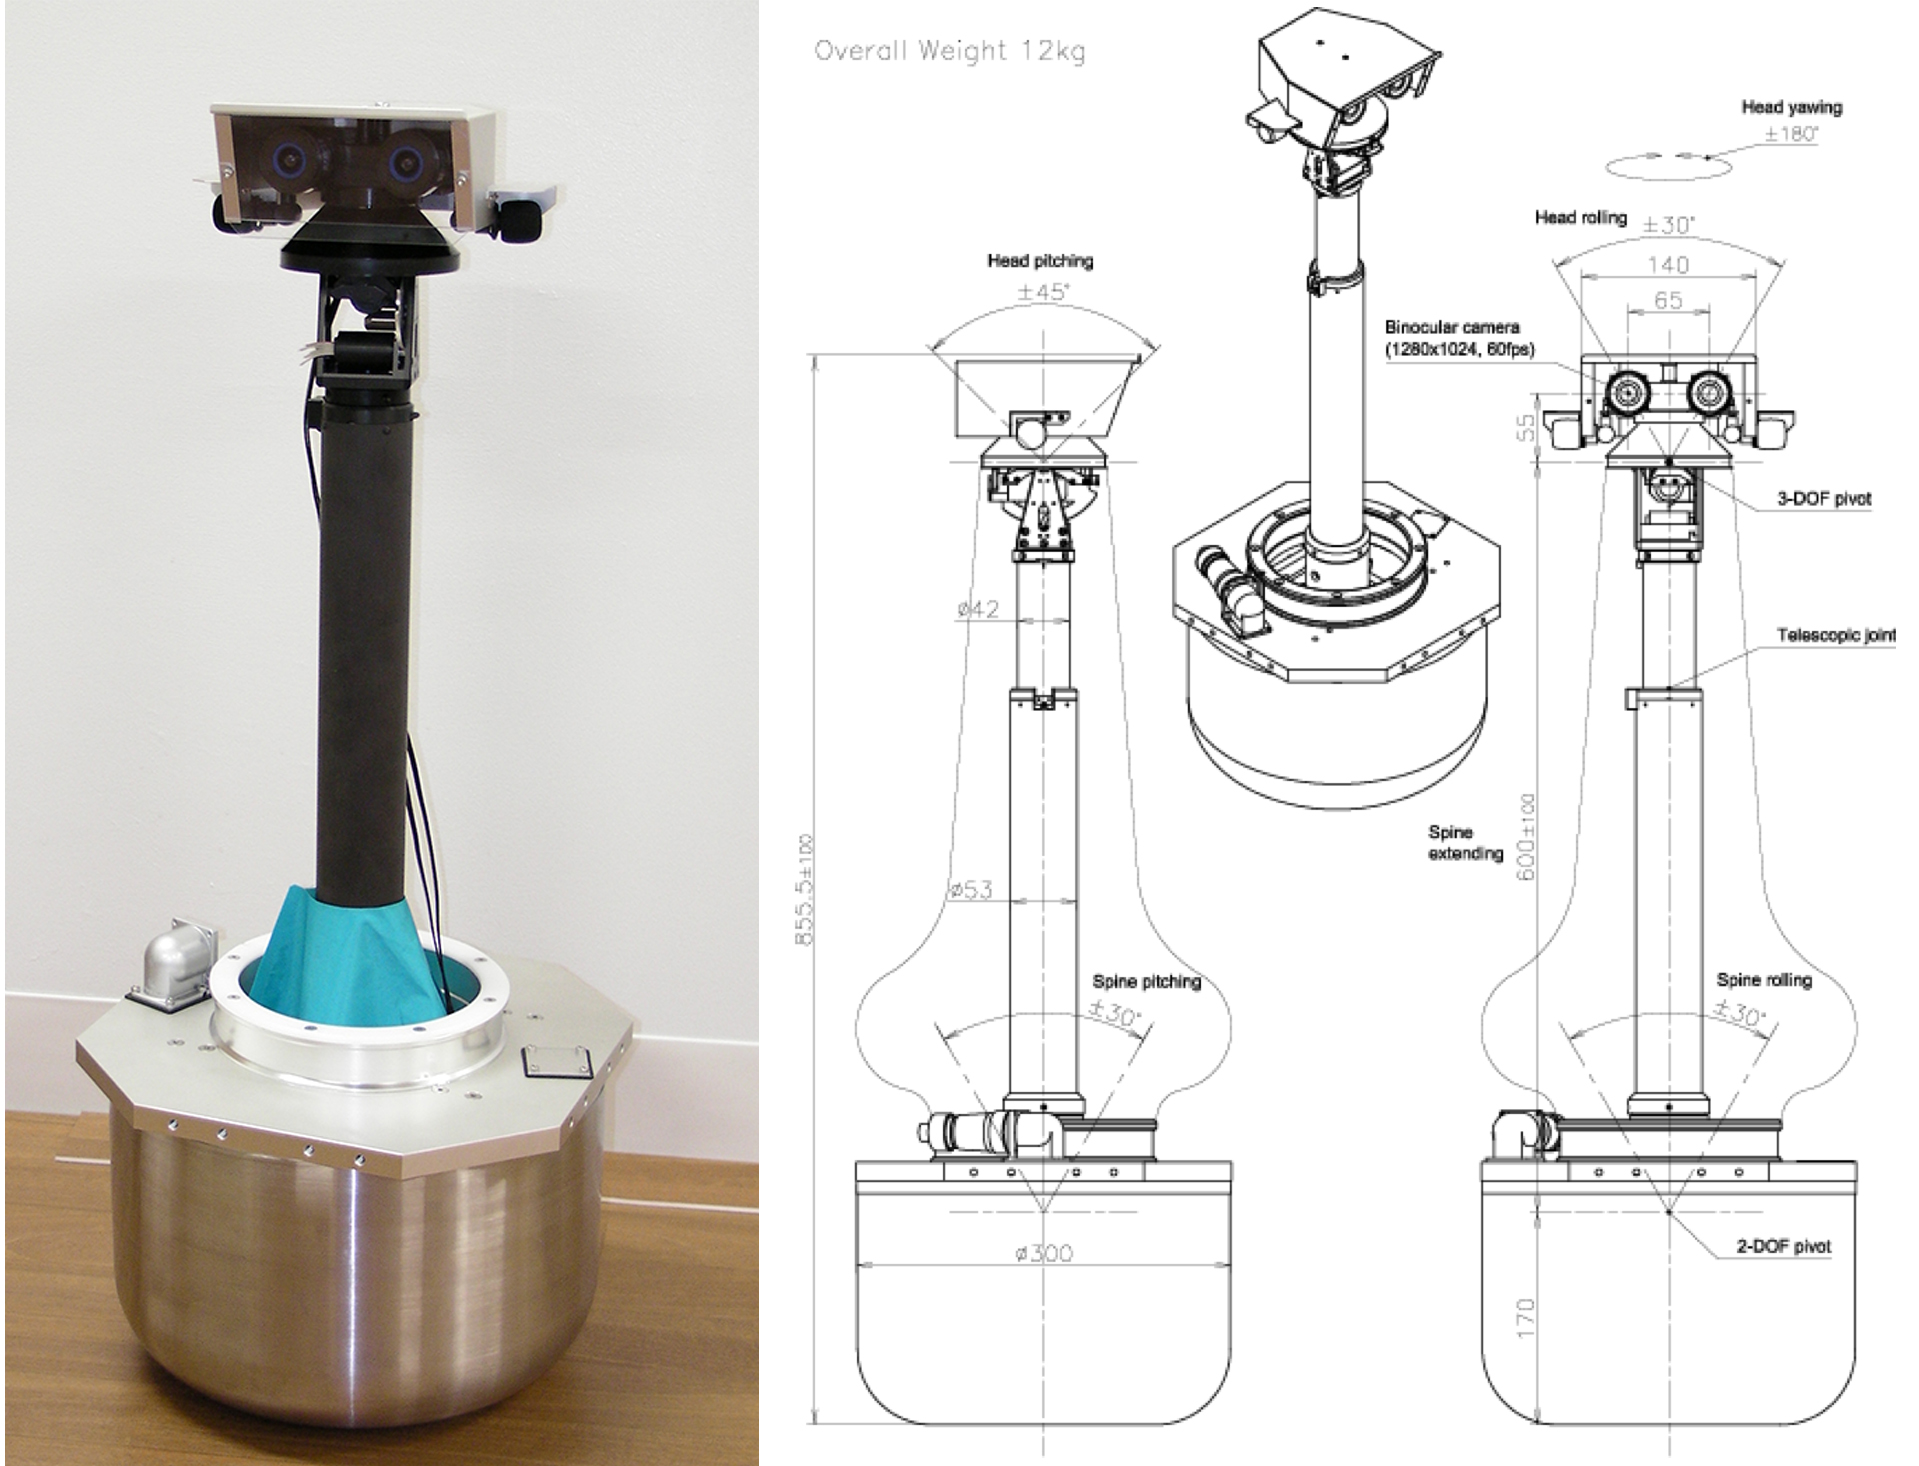 Overall Weight 12kg
Head yawing
±180°
Head rolling
±30°
140
65
Head pitching
±45°
Binocular camera
(1280x1024, 60fps)
55
3-DOF pivot
ø42
Telescopic joint
855.5±100
Spine
extending
600±100
ø53
Spine pitching
±30°
Spine rolling
±30°
2-DOF pivot
ø300
170